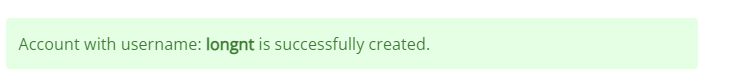 Account with username: longnt is successfully created.